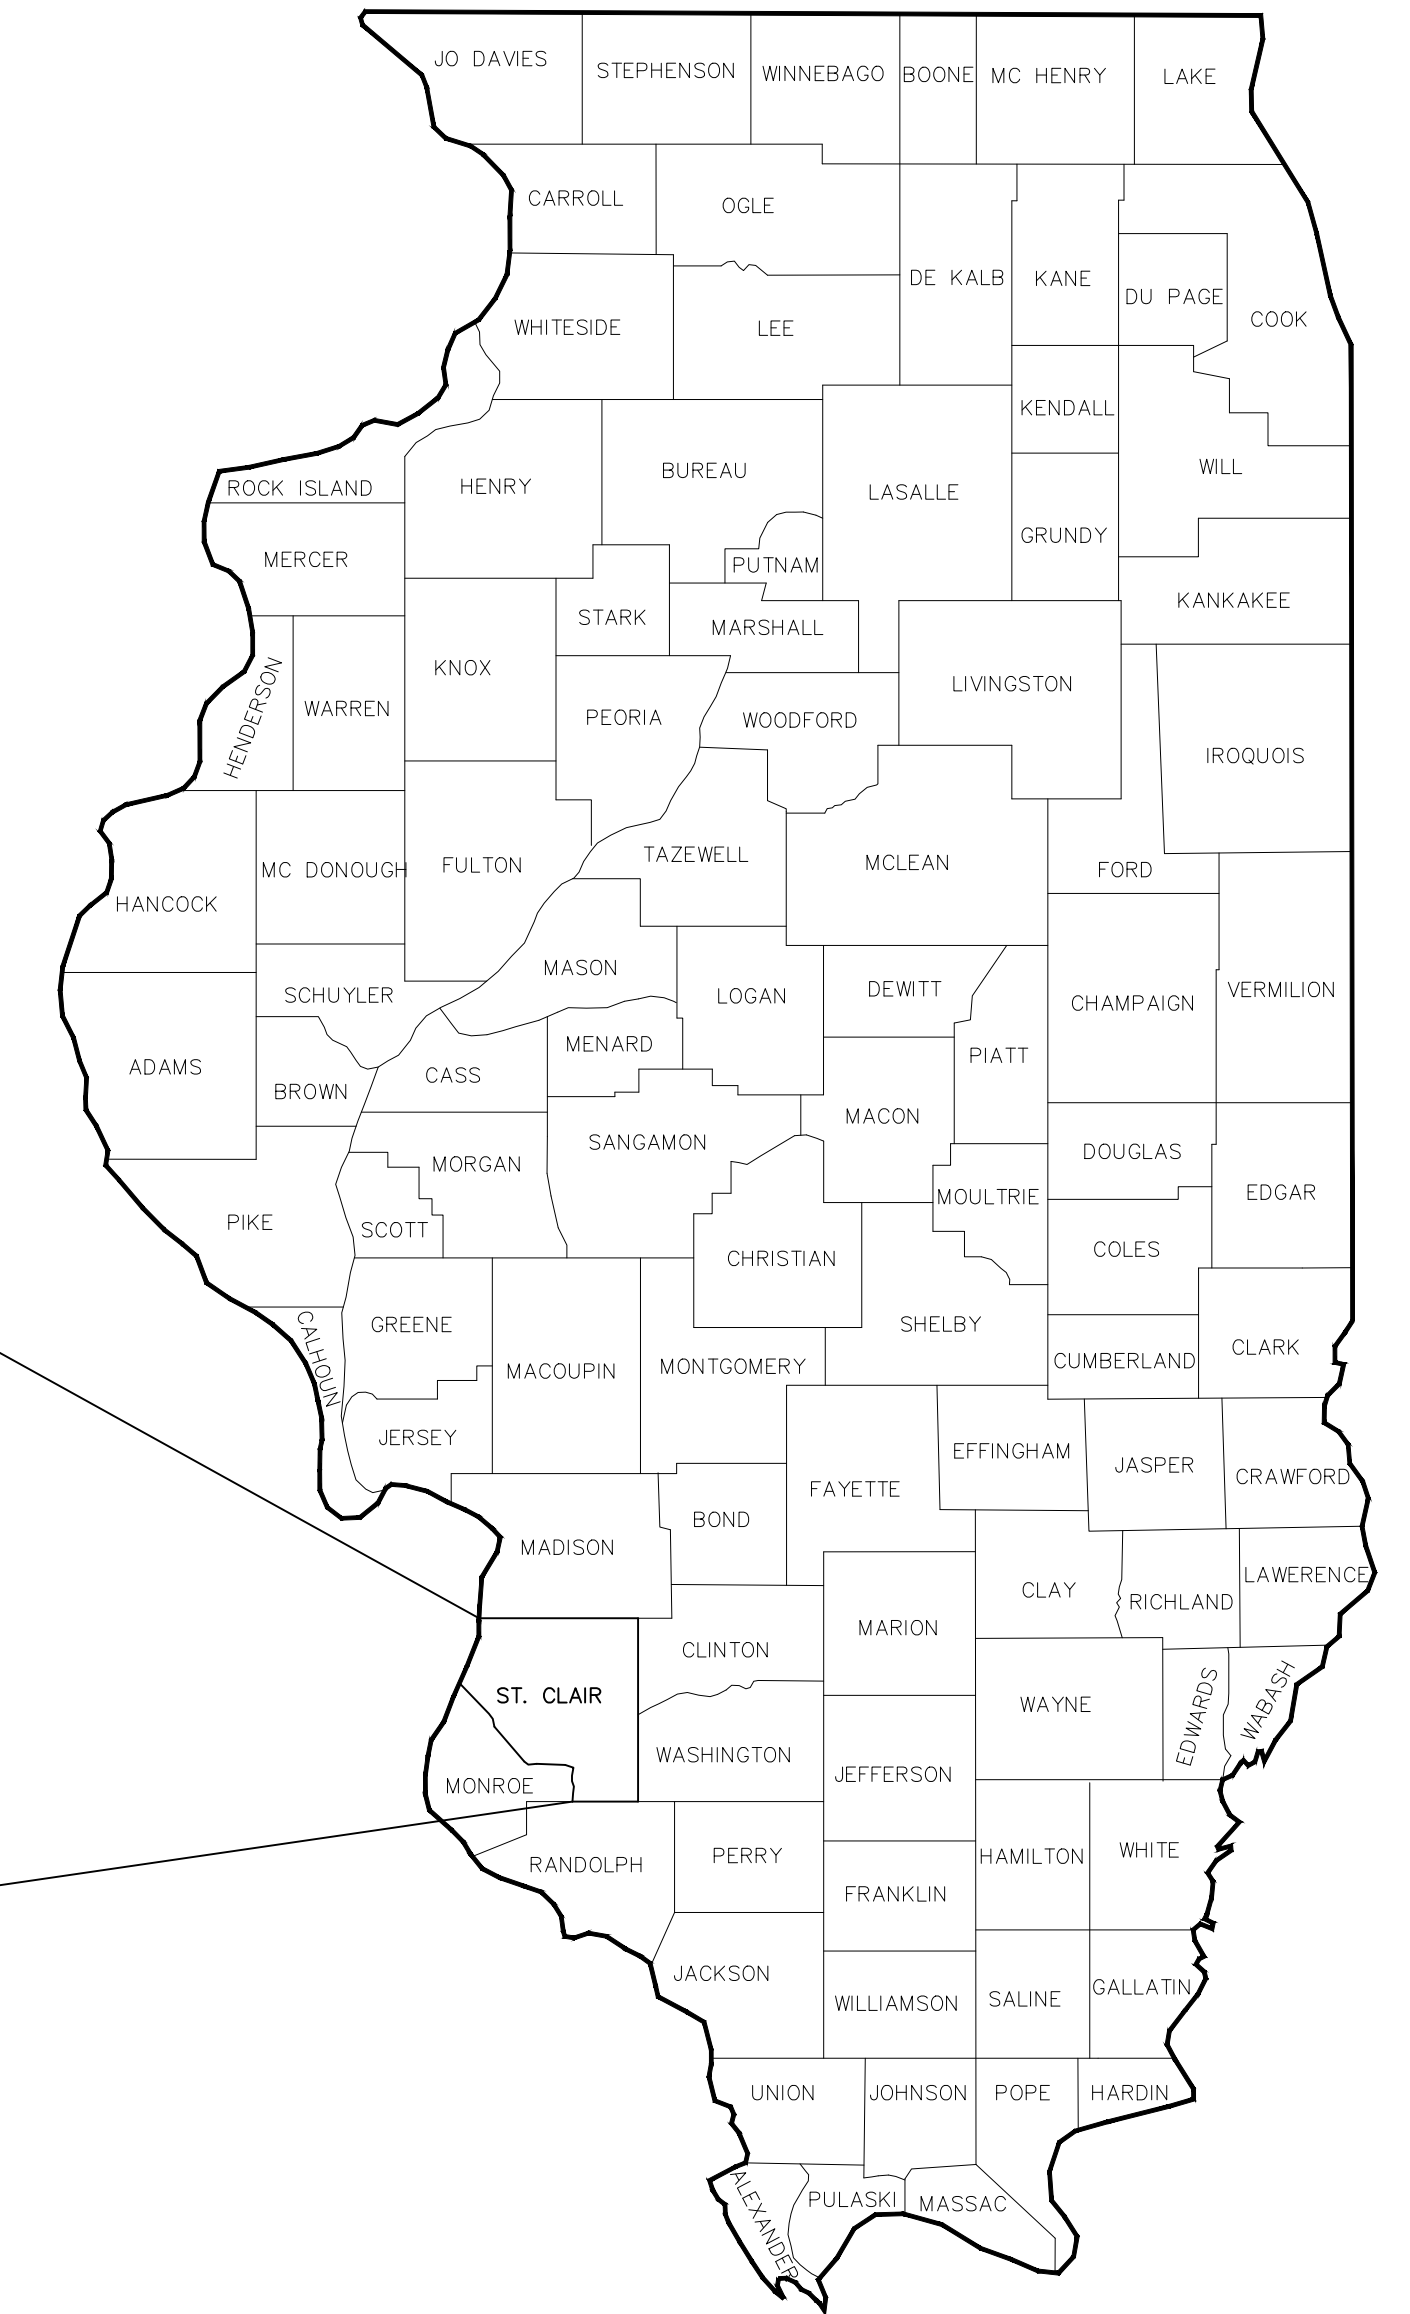 JO DAVIES
STEPHENSON
WINNEBAGO
BOONE
MC HENRY
LAKE
CARROLL
OGLE
DE KALB
KANE
DU PAGE
COOK
WHITESIDE
LEE
KENDALL
WILL
ROCK ISLAND
HENRY
BUREAU
LASALLE
GRUNDY
MERCER
PUTNAM
KANKAKEE
STARK
MARSHALL
HENDERSON
WARREN
KNOX
PEORIA
WOODFORD
LIVINGSTON
IROQUOIS
HANCOCK
MC DONOUGH
FULTON
TAZEWELL
MCLEAN
FORD
MASON
SCHUYLER
LOGAN
DEWITT
CHAMPAIGN
VERMILION
ADAMS
BROWN
CASS
MENARD
PIATT
MACON
SANGAMON
MORGAN
DOUGLAS
EDGAR
MOULTRIE
PIKE
SCOTT
CHRISTIAN
COLES
CALHOUN
GREENE
MACOUPIN
MONTGOMERY
SHELBY
CUMBERLAND
CLARK
JERSEY
FAYETTE
EFFINGHAM
JASPER
CRAWFORD
MADISON
BOND
CLAY
RICHLAND
LAWERENCE
MARION
CLINTON
ST. CLAIR
WAYNE
EDWARDS
WABASH
WASHINGTON
JEFFERSON
MONROE
RANDOLPH
PERRY
HAMILTON
WHITE
FRANKLIN
JACKSON
WILLIAMSON
SALINE
GALLATIN
UNION
JOHNSON
POPE
HARDIN
ALEXANDER
PULASKI
MASSAC